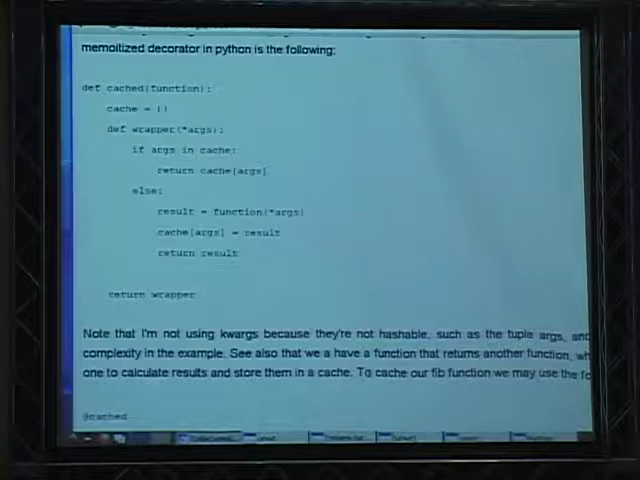 memoitized decorator in python is the following:
def cached(function):
cache = {}
def wrapper(*args):
if args in cache:
return cache[args]
else:
result = function(*args)
cache[args] = result
return result
return wrapper
Note that I'm not using kwargs because they're not hashable, such as the tuple args, and
complexity in the example. See also that we a have a function that returns another function, wh
one to calculate results and store them in a cache. To cache our fib function we may use the fo
@cached